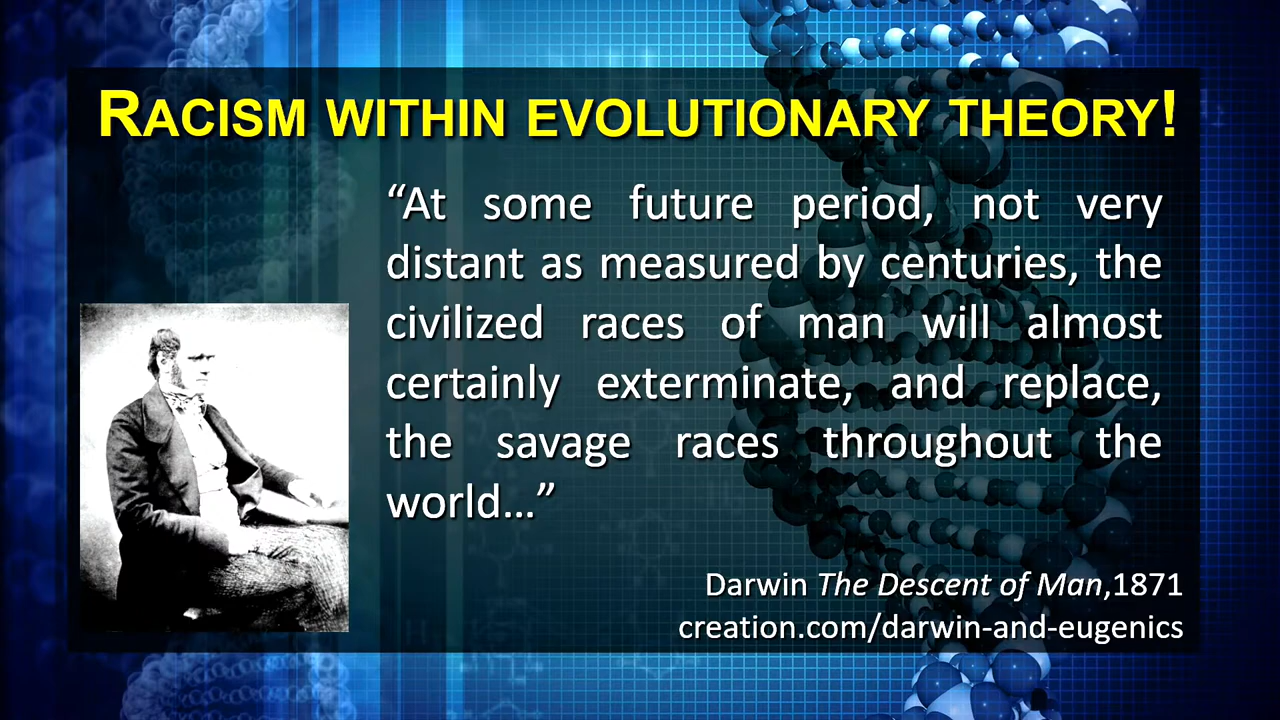 RACISM WITHIN EVOLUTIONARY THEORY!
“At some future period, not very
distant as measured by centuries, the
civilized races of man will almost
certainly exterminate, and replace,
the savage races throughout the
world…”
Darwin The Descent of Man,1871
creation.com/darwin-and-eugenics